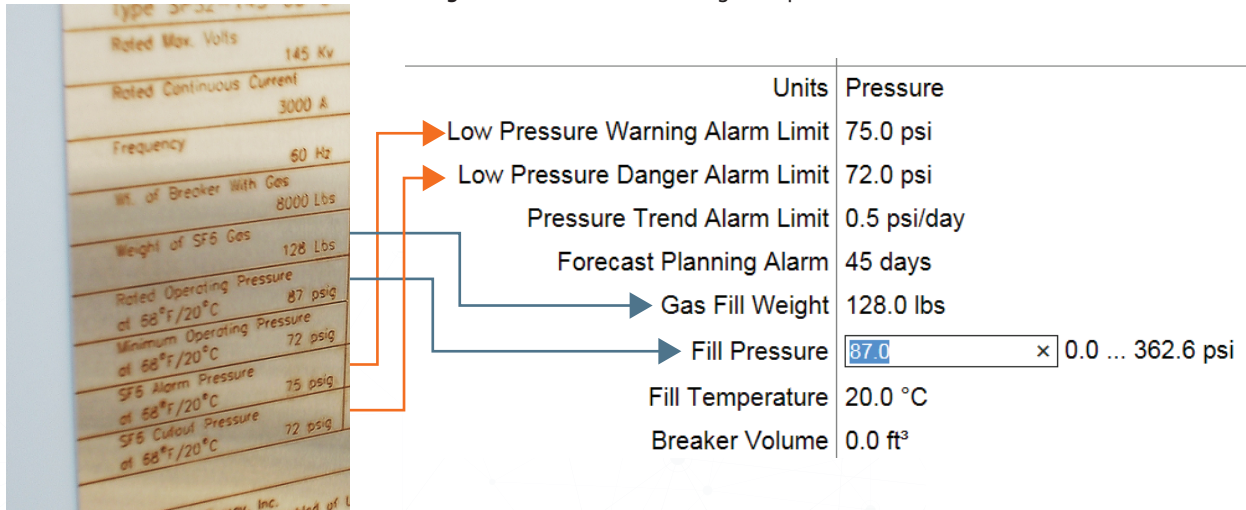 Type SPS2-145
Rated Max. Volts
145 Kv
Rated Continuous Current
3000 A
Frequency
60 Hz
Wt. of Breaker With Gas
8000 Lbs
Weight of SF6 Gas
128 Lbs
Rated Operating Pressure
at 68°F/20°C 87 psig
Minimum Operating Pressure
at 68°F/20°C 72 psig
SF6 Alarm Pressure
at 68°F/20°C 75 psig
SF6 Cutout Pressure
at 68°F/20°C 72 psig
Inc.
of
Units Pressure
Low Pressure Warning Alarm Limit 75.0 psi
Low Pressure Danger Alarm Limit 72.0 psi
Pressure Trend Alarm Limit 0.5 psi/day
Forecast Planning Alarm 45 days
Gas Fill Weight 128.0 lbs
Fill Pressure 87.0 × 0.0 ... 362.6 psi
Fill Temperature 20.0 °C
Breaker Volume 0.0 ft³